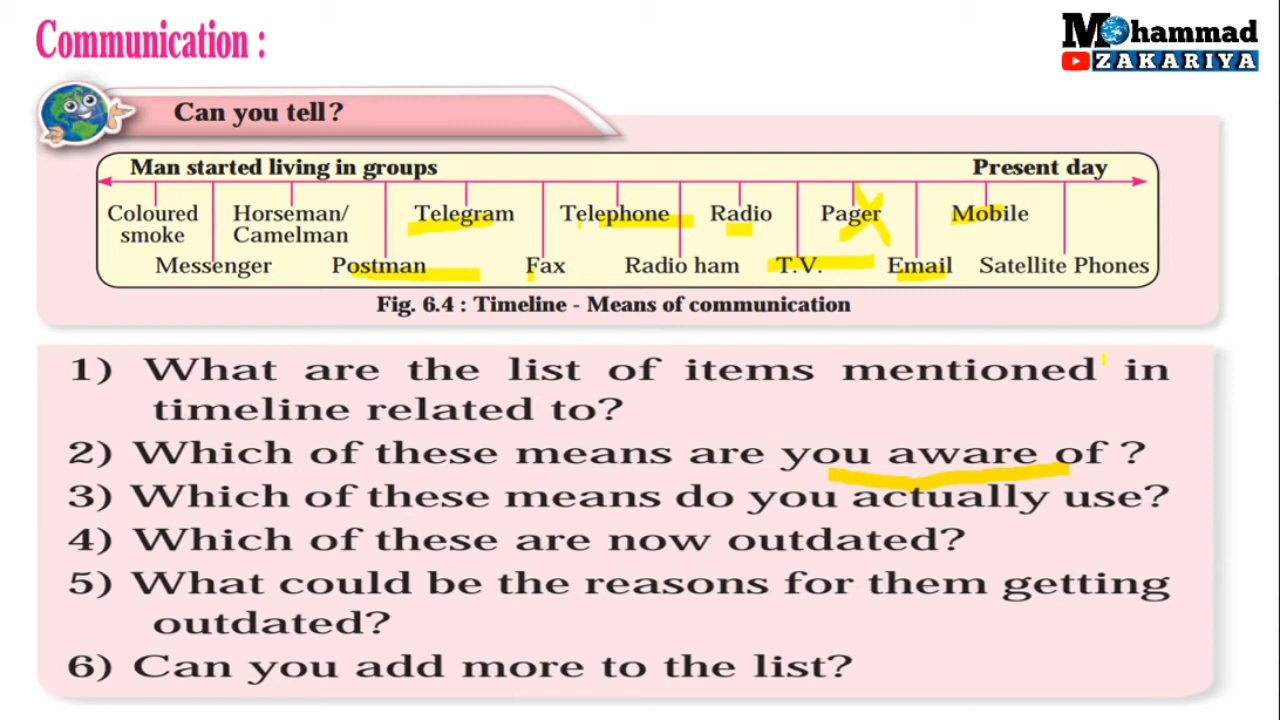 Communication :
Mohammad
ZAKARIYA
Can you tell?
Man started living in groups
Present day
Coloured smoke
Horseman/ Camelman
Telegram
Telephone
Radio
Pager
Mobile
Messenger
Postman
Fax
Radio ham
T.V.
Email
Satellite Phones
Fig. 6.4 : Timeline - Means of communication
1) What are the list of items mentioned in
timeline related to?
2) Which of these means are you aware of ?
3) Which of these means do you actually use?
4) Which of these are now outdated?
5) What could be the reasons for them getting
outdated?
6) Can you add more to the list?